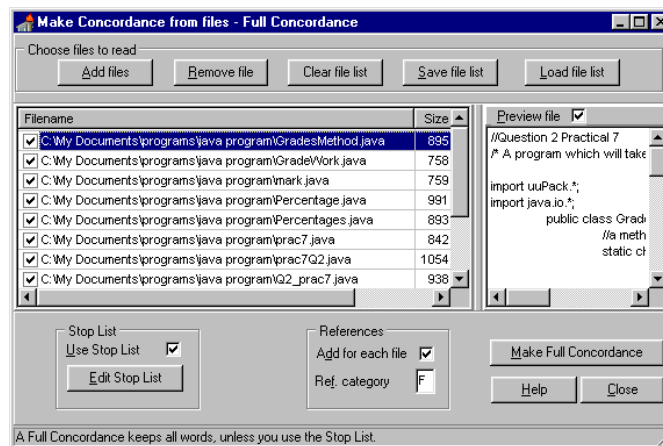 Make Concordance from files - Full Concordance
Choose files to read
Add files Remove file Clear file list Save file list Load file list
Filename Size
C:\My Documents\programs\java program\GradesMethod.java 895
C:\My Documents\programs\java program\GradeWork.java 758
C:\My Documents\programs\java program\mark.java 759
C:\My Documents\programs\java program\Percentage.java 991
C:\My Documents\programs\java program\Percentages.java 893
C:\My Documents\programs\java program\prac7.java 842
C:\My Documents\programs\java program\prac7Q2.java 1054
C:\My Documents\programs\java program\Q2_prac7.java 938
Preview file
//Question 2 Practical 7
/* A program which will take
import uuPack.*;
import java.io.*;
public class Grad
//a meth
static ch
Stop List
Use Stop List
Edit Stop List
References
Add for each file
Ref. category F
Make Full Concordance
Help Close
A Full Concordance keeps all words, unless you use the Stop List.